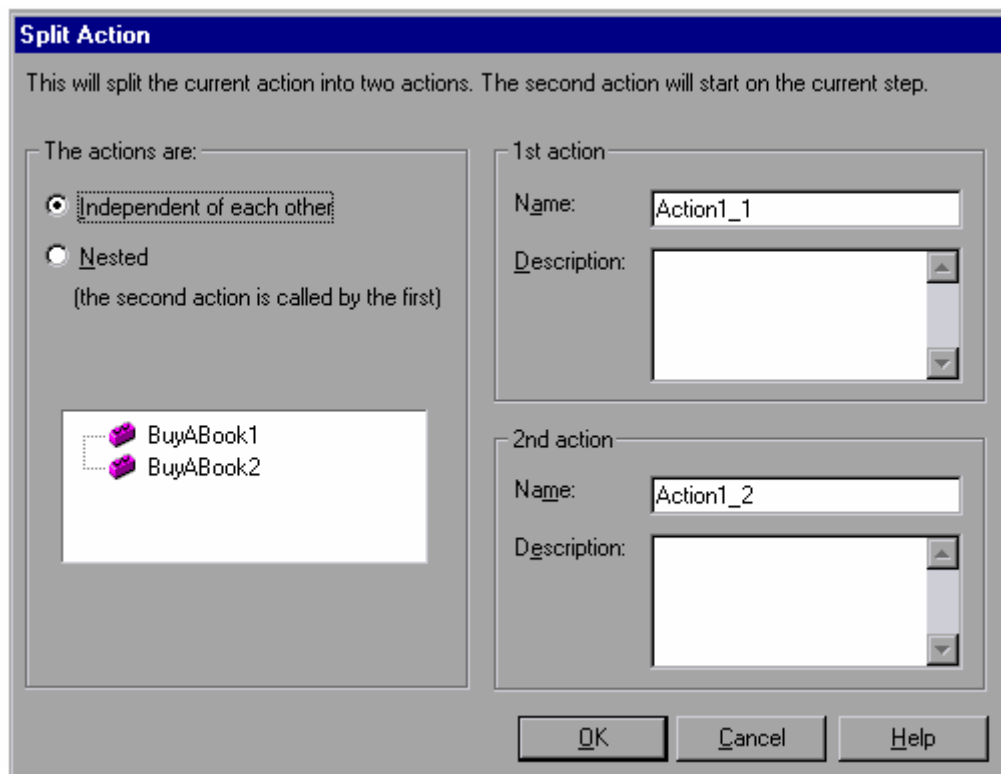 Split Action
This will split the current action into two actions. The second action will start on the current step.
The actions are:
Independent of each other
Nested
(the second action is called by the first)
BuyABook1
BuyABook2
1st action
Name:
Action1_1
Description:
2nd action
Name:
Action1_2
Description:
OK
Cancel
Help